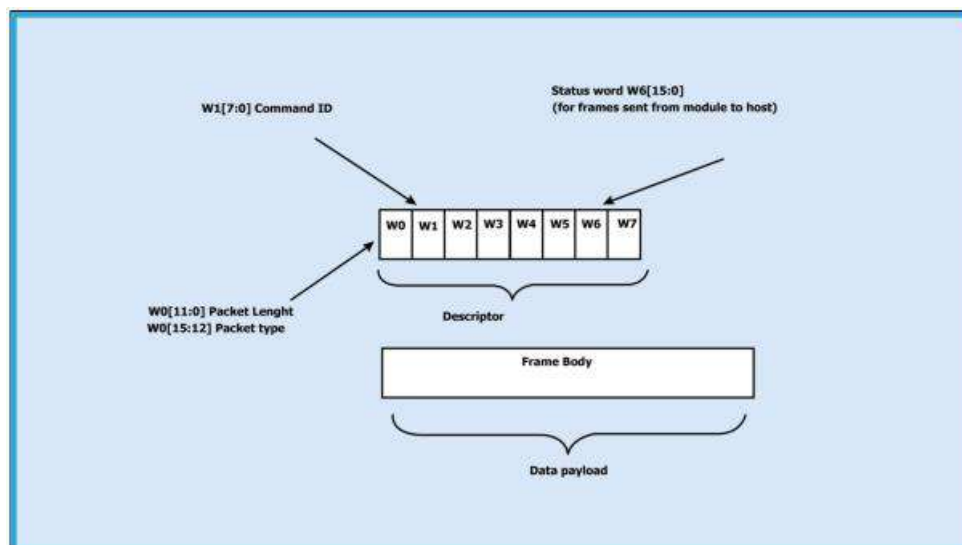 W1[7:0] Command ID
Status word W6[15:0]
(for frames sent from module to host)
W0 W1 W2 W3 W4 W5 W6 W7
W0[11:0] Packet Lenght
W0[15:12] Packet type
Descriptor
Frame Body
Data payload